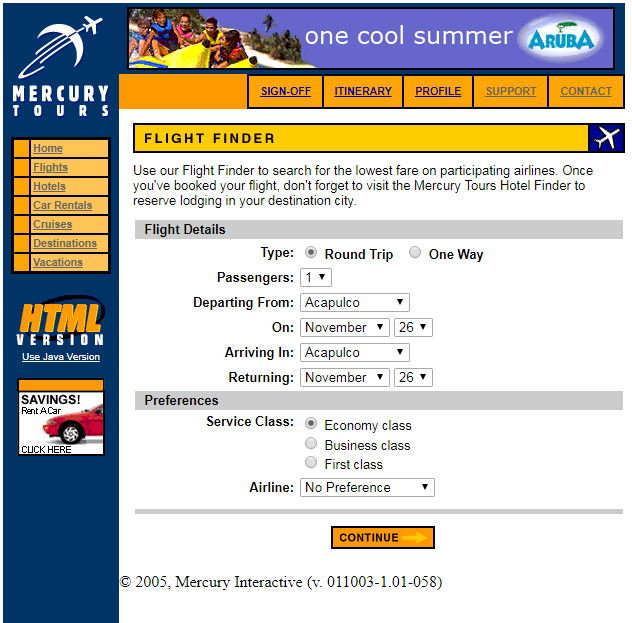 one cool summer ARUBA
MERCURY
TOURS
SIGN-OFF ITINERARY PROFILE SUPPORT CONTACT
Home
Flights
Hotels
Car Rentals
Cruises
Destinations
Vacations
HTML
VERSION
Use Java Version
SAVINGS!
Rent A Car
CLICK HERE
FLIGHT FINDER
Use our Flight Finder to search for the lowest fare on participating airlines. Once
you've booked your flight, don't forget to visit the Mercury Tours Hotel Finder to
reserve lodging in your destination city.
Flight Details
Type: Round Trip One Way
Passengers: 1
Departing From: Acapulco
On: November 26
Arriving In: Acapulco
Returning: November 26
Preferences
Service Class: Economy class
Business class
First class
Airline: No Preference
CONTINUE
© 2005, Mercury Interactive (v. 011003-1.01-058)